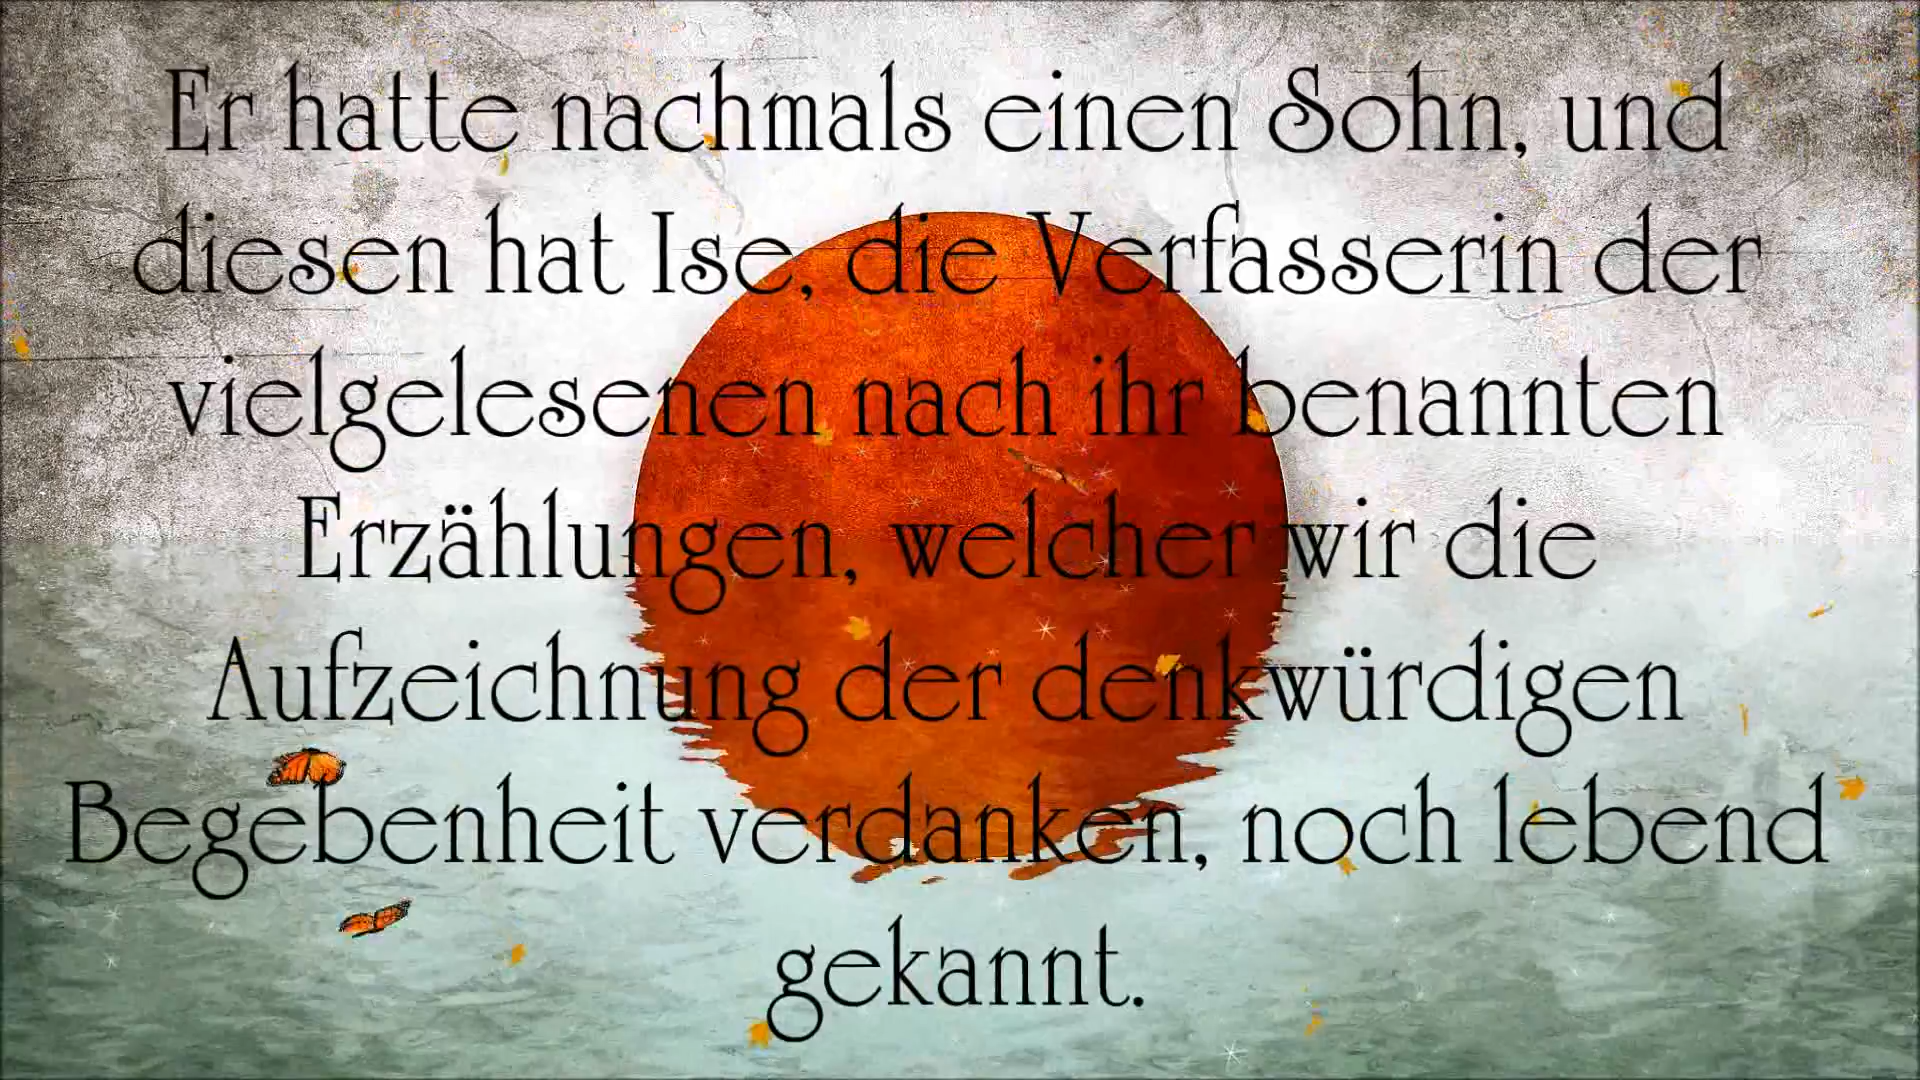 Er hatte nachmals einen Sohn, und
diesen hat Ise, die Verfasserin der
vielgelesenen nach ihr benannten
Erzählungen, welcher wir die
Aufzeichnung der denkwürdigen
Begebenheit verdanken, noch lebend
gekannt.